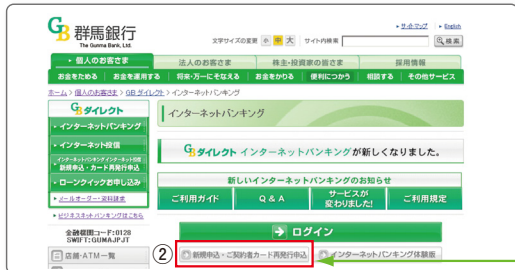 群馬銀行
The Gunma Bank, Ltd.
サイトマップ
English
文字サイズの変更 小 中 大 サイト内検索 検索
個人のお客さま 法人のお客さま 株主・投資家の皆さま 採用情報
お金をためる お金を運用する 将来・万一にそなえる お金をかりる 便利につかう 相談する その他サービス
ホーム > 個人のお客さま > GB ダイレクト > インターネットバンキング
GBダイレクト
インターネットバンキング
インターネット投信
インターネットバンキング インターネット投信
新規申込・カード再発行申込
ローンクイックお申し込み
メールオーダー・資料請求
ビジネスネットバンキングはこちら
金融機関コード:0128
SWIFT:GUMAJPJT
店舗・ATM一覧
インターネットバンキング
GBダイレクト インターネットバンキングが新しくなりました。
新しいインターネットバンキングのお知らせ
ご利用ガイド Q & A サービスが変わりました! ご利用規定
ログイン
② 新規申込・ご契約者カード再発行申込 インターネットバンキング体験版